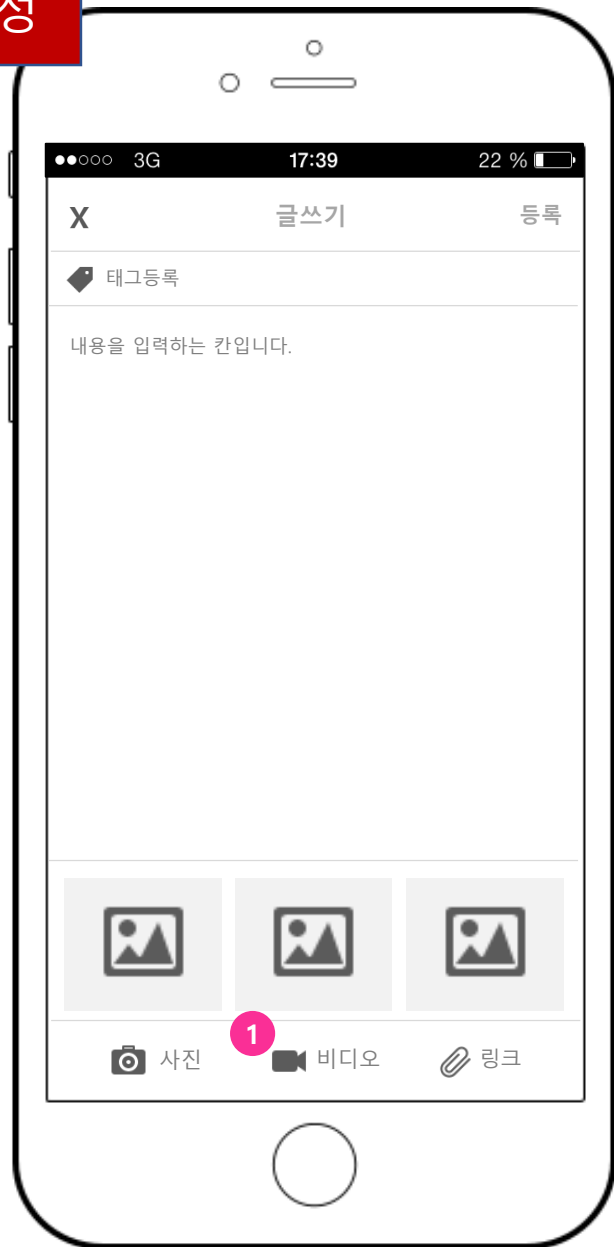 정
3G 17:39 22 %
X 글쓰기 등록
태그등록
내용을 입력하는 칸입니다.
1
사진 비디오 링크